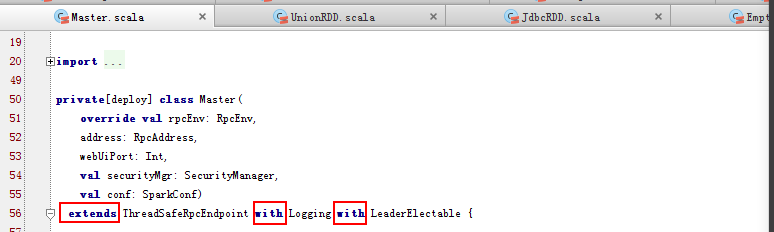 Master.scala × UnionRDD.scala × JdbcRDD.scala × Empt
19
20 import ...
49
50 private[deploy] class Master(
51 override val rpcEnv: RpcEnv,
52 address: RpcAddress,
53 webUiPort: Int,
54 val securityMgr: SecurityManager,
55 val conf: SparkConf)
56 extends ThreadSafeRpcEndpoint with Logging with LeaderElectable {